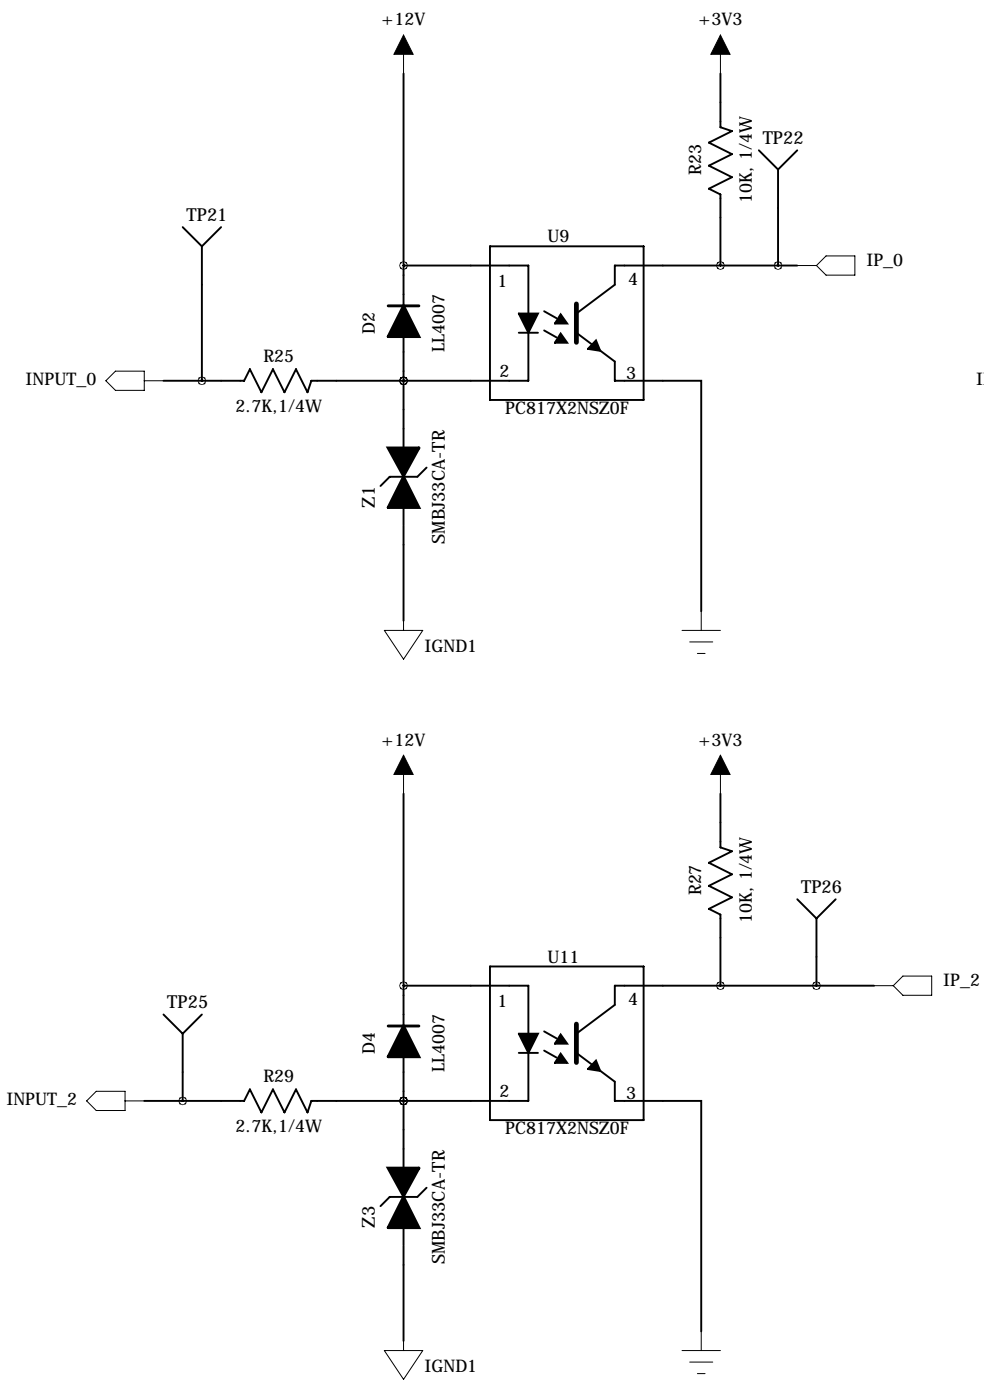 +12V
+3V3
R23
10K, 1/4W
TP22
TP21
U9
1
4
IP_0
D2
LL4007
R25
INPUT_0
2
3
2.7K,1/4W
PC817X2NSZ0F
Z1
SMBJ33CA-TR
IGND1
+12V
+3V3
R27
10K, 1/4W
TP26
U11
1
4
IP_2
TP25
D4
LL4007
R29
INPUT_2
2
3
2.7K,1/4W
PC817X2NSZ0F
Z3
SMBJ33CA-TR
IGND1